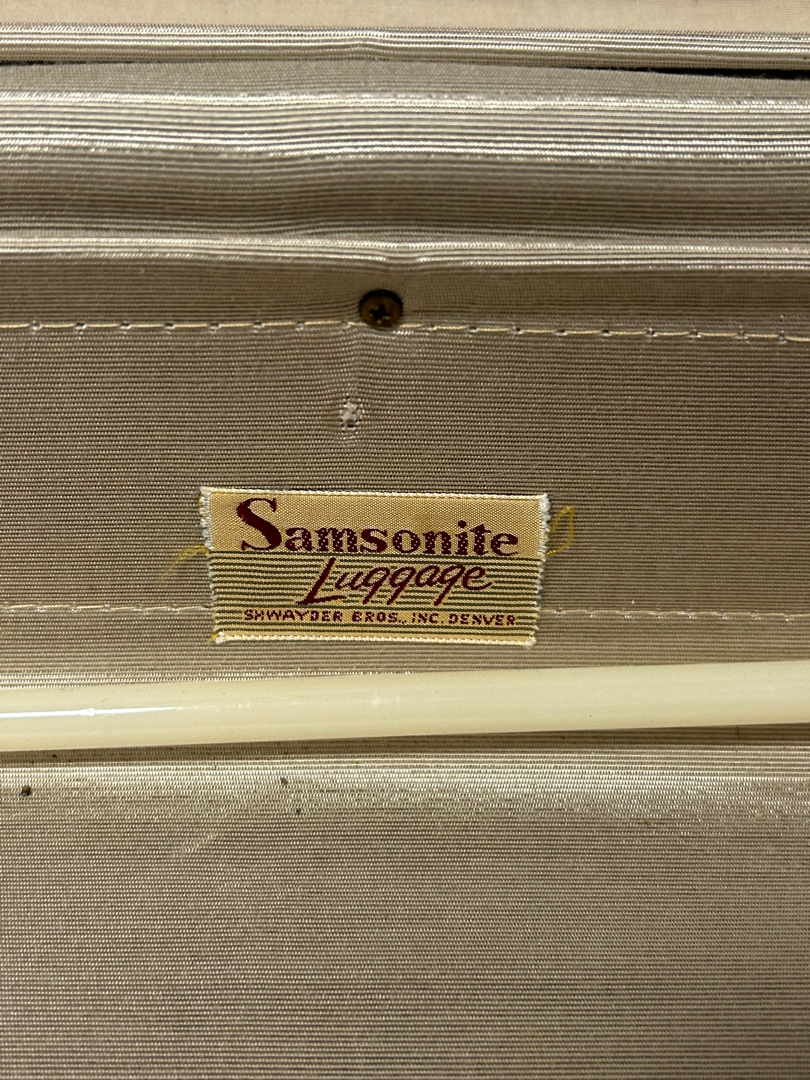 Samsonite
Luggage
SHWAYDER BROS., INC. DENVER